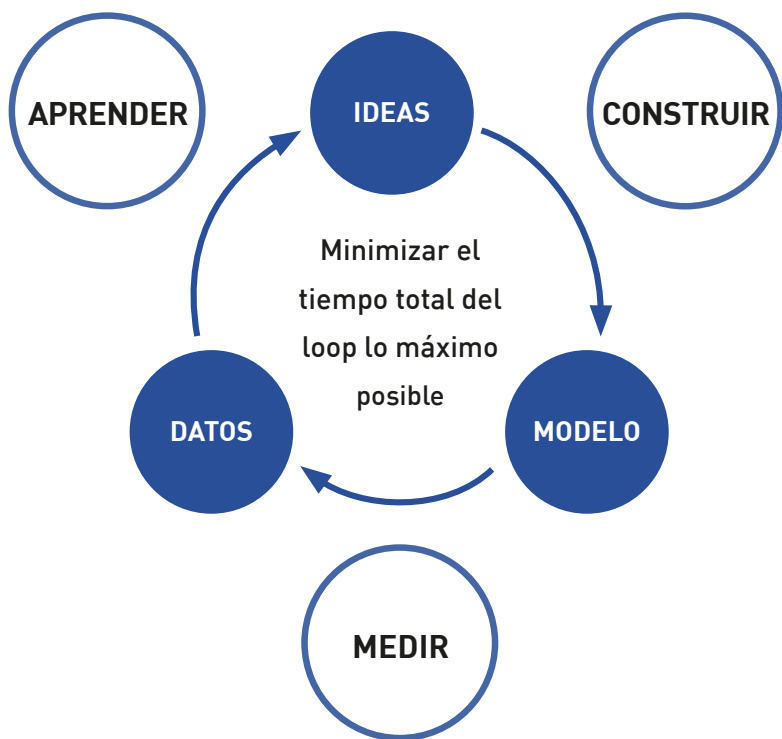 APRENDER
IDEAS
CONSTRUIR
Minimizar el
tiempo total del
loop lo máximo
posible
DATOS
MODELO
MEDIR